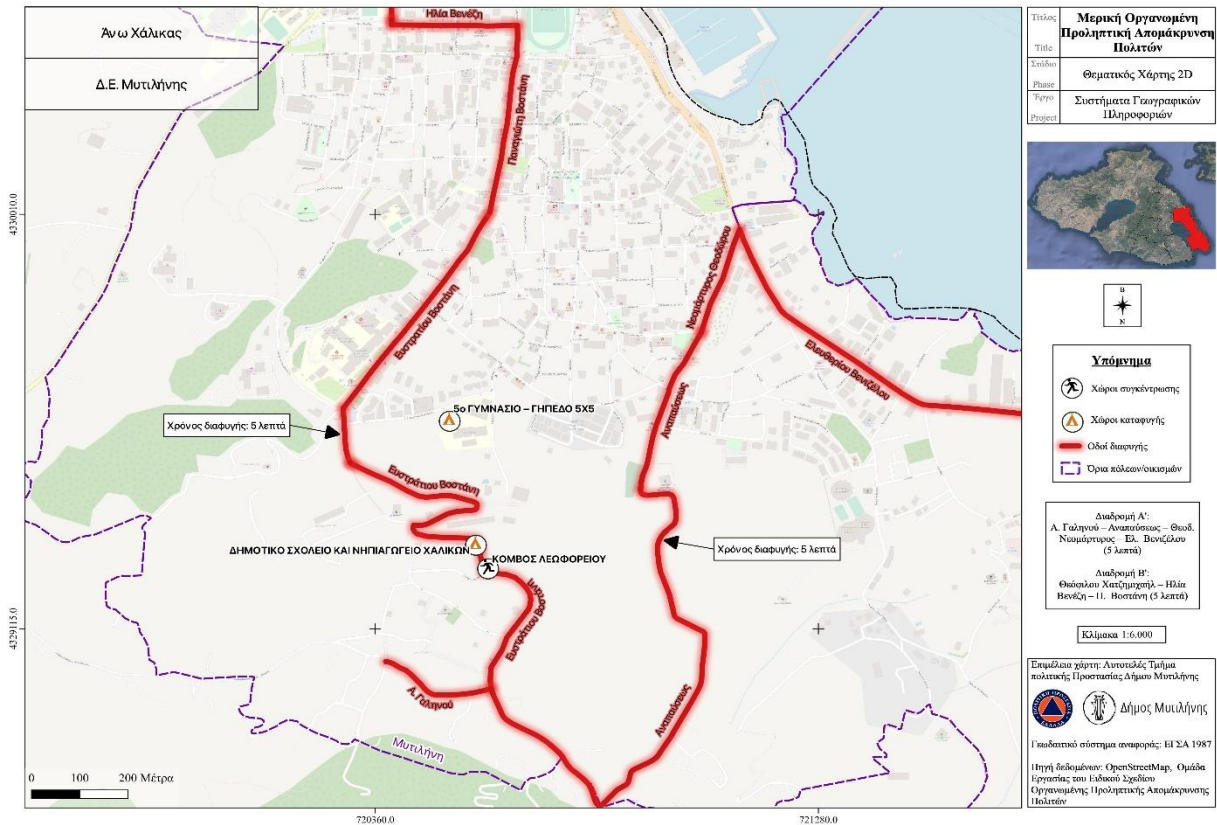 Άνω Χάλικας
Δ.Ε. Μυτιλήνης
Ηλία Βενέζη
Παναγιώτη Βοστάνη
Ευστρατίου Βοστάνη
Νεομάρτυρος Θεοδώρου
Ελευθερίου Βενιζέλου
Αναπαύσεως
5ο ΓΥΜΝΑΣΙΟ – ΓΗΠΕΔΟ 5Χ5
Χρόνος διαφυγής: 5 λεπτά
Ευστράτιου Βοστάνη
ΔΗΜΟΤΙΚΟ ΣΧΟΛΕΙΟ ΚΑΙ ΝΗΠΙΑΓΩΓΕΙΟ ΧΑΛΙΚΩΝ
ΚΟΜΒΟΣ ΛΕΩΦΟΡΕΙΟΥ
Χρόνος διαφυγής: 5 λεπτά
Ευστράτιου Βοστάνη
Α. Γαληνού
Αναπαύσεως
Μυτιλήνη
0 100 200 Μέτρα
4330010.0
4329115.0
720360.0
721280.0
Τίτλος
Title
Μερική Οργανωμένη
Προληπτική Απομάκρυνση
Πολιτών
Στάδιο
Phase
Θεματικός Χάρτης 2D
Έργο
Project
Συστήματα Γεωγραφικών
Πληροφοριών
Β
Ν
Υπόμνημα
Χώροι συγκέντρωσης
Χώροι καταφυγής
Οδοί διαφυγής
Όρια πόλεων/οικισμών
Διαδρομή Α':
Α. Γαληνού – Αναπαύσεως – Θεοδ.
Νεομάρτυρος – Ελ. Βενιζέλου
(5 λεπτά)
Διαδρομή Β':
Θεόφιλου Χατζημιχαήλ – Ηλία
Βενέζη – Π. Βοστάνη (5 λεπτά)
Κλίμακα 1:6.000
Επιμέλεια χάρτη: Αυτοτελές Τμήμα
πολιτικής Προστασίας Δήμου Μυτιλήνης
Δήμος Μυτιλήνης
Γεωδαιτικό σύστημα αναφοράς: ΕΓΣΑ 1987
Πηγή δεδομένων: OpenStreetMap, Ομάδα
Εργασίας του Ειδικού Σχεδίου
Οργανωμένης Προληπτικής Απομάκρυνσης
Πολιτών